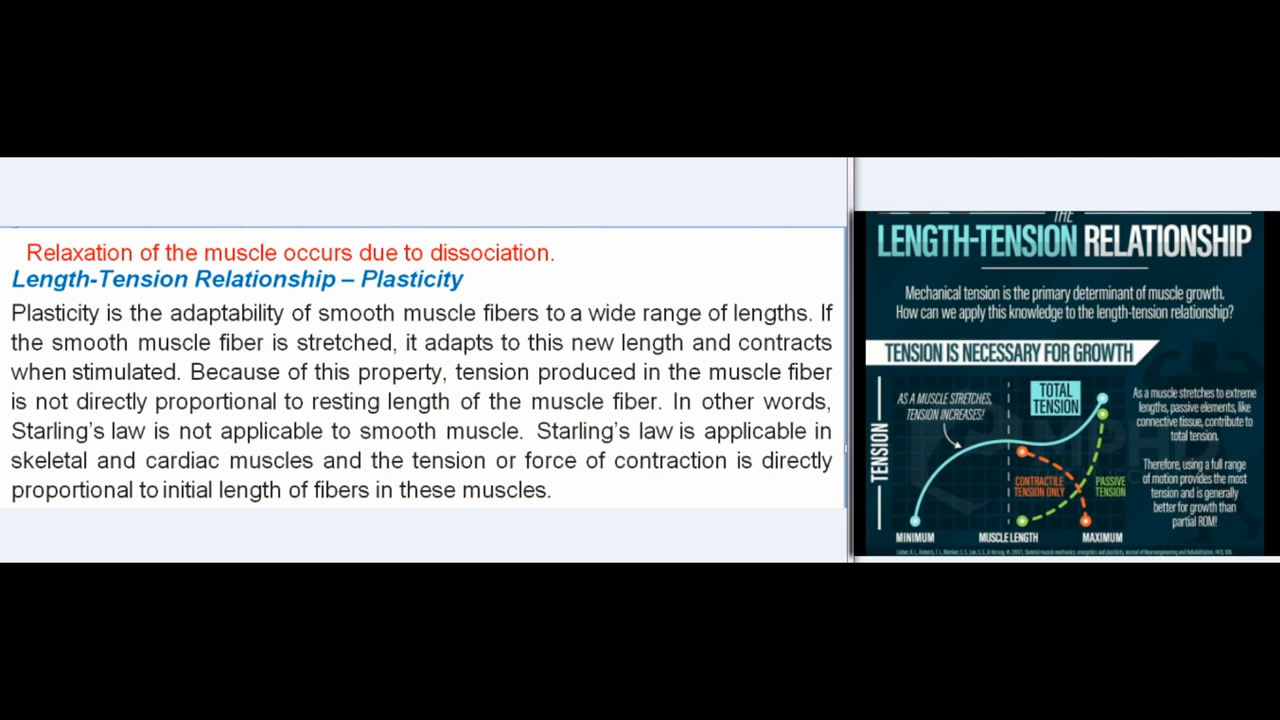 Relaxation of the muscle occurs due to dissociation.
Length-Tension Relationship – Plasticity
Plasticity is the adaptability of smooth muscle fibers to a wide range of lengths. If
the smooth muscle fiber is stretched, it adapts to this new length and contracts
when stimulated. Because of this property, tension produced in the muscle fiber
is not directly proportional to resting length of the muscle fiber. In other words,
Starling's law is not applicable to smooth muscle. Starling's law is applicable in
skeletal and cardiac muscles and the tension or force of contraction is directly
proportional to initial length of fibers in these muscles.
THE
LENGTH-TENSION RELATIONSHIP
Mechanical tension is the primary determinant of muscle growth.
How can we apply this knowledge to the length-tension relationship?
TENSION IS NECESSARY FOR GROWTH
TENSION
AS A MUSCLE STRETCHES,
TENSION INCREASES!
TOTAL
TENSION
CONTRACTILE
TENSION ONLY
PASSIVE
TENSION
MINIMUM
MUSCLE LENGTH
MAXIMUM
As a muscle stretches to extreme
lengths, passive elements, like
connective tissue, contribute to
total tension.
Therefore, using a full range
of motion provides the most
tension and is generally
better for growth than
partial ROM!